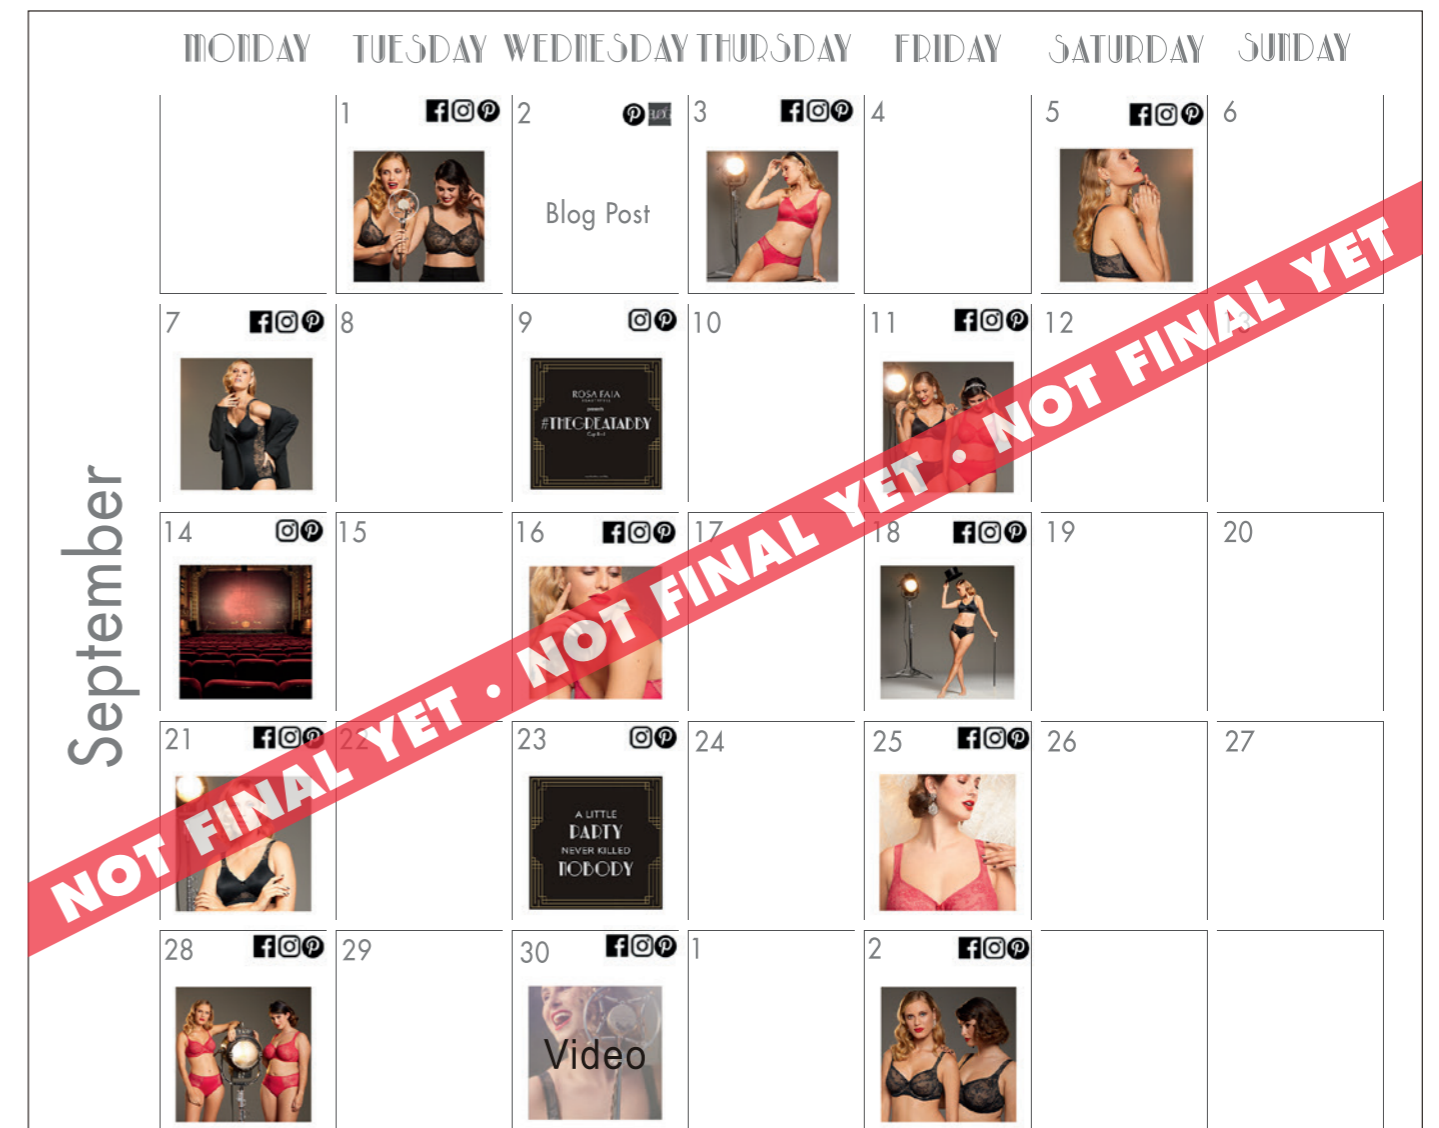 MONDAY TUESDAY WEDNESDAY THURSDAY FRIDAY SATURDAY SUNDAY
September
1 2 3 4 5 6
BLOG
Blog Post
7 8 9 10 11 12 13
ROSA FAIA
presents
#THEGREATABBY
14 15 16 17 18 19 20
21 22 23 24 25 26 27
A LITTLE
PARTY
NEVER KILLED
NOBODY
28 29 30 1 2
Video
NOT FINAL YET • NOT FINAL YET • NOT FINAL YET